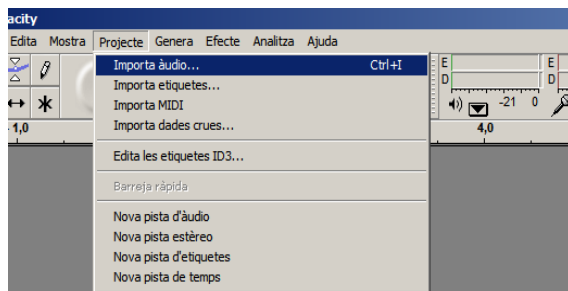 acity
Edita Mostra Projecte Genera Efecte Analitza Ajuda
Importa àudio... Ctrl+I
Importa etiquetes...
Importa MIDI
Importa dades crues...
Edita les etiquetes ID3...
Barreja ràpida
Nova pista d'àudio
Nova pista estèreo
Nova pista d'etiquetes
Nova pista de temps
E E
D D
-21 0
1,0 4,0